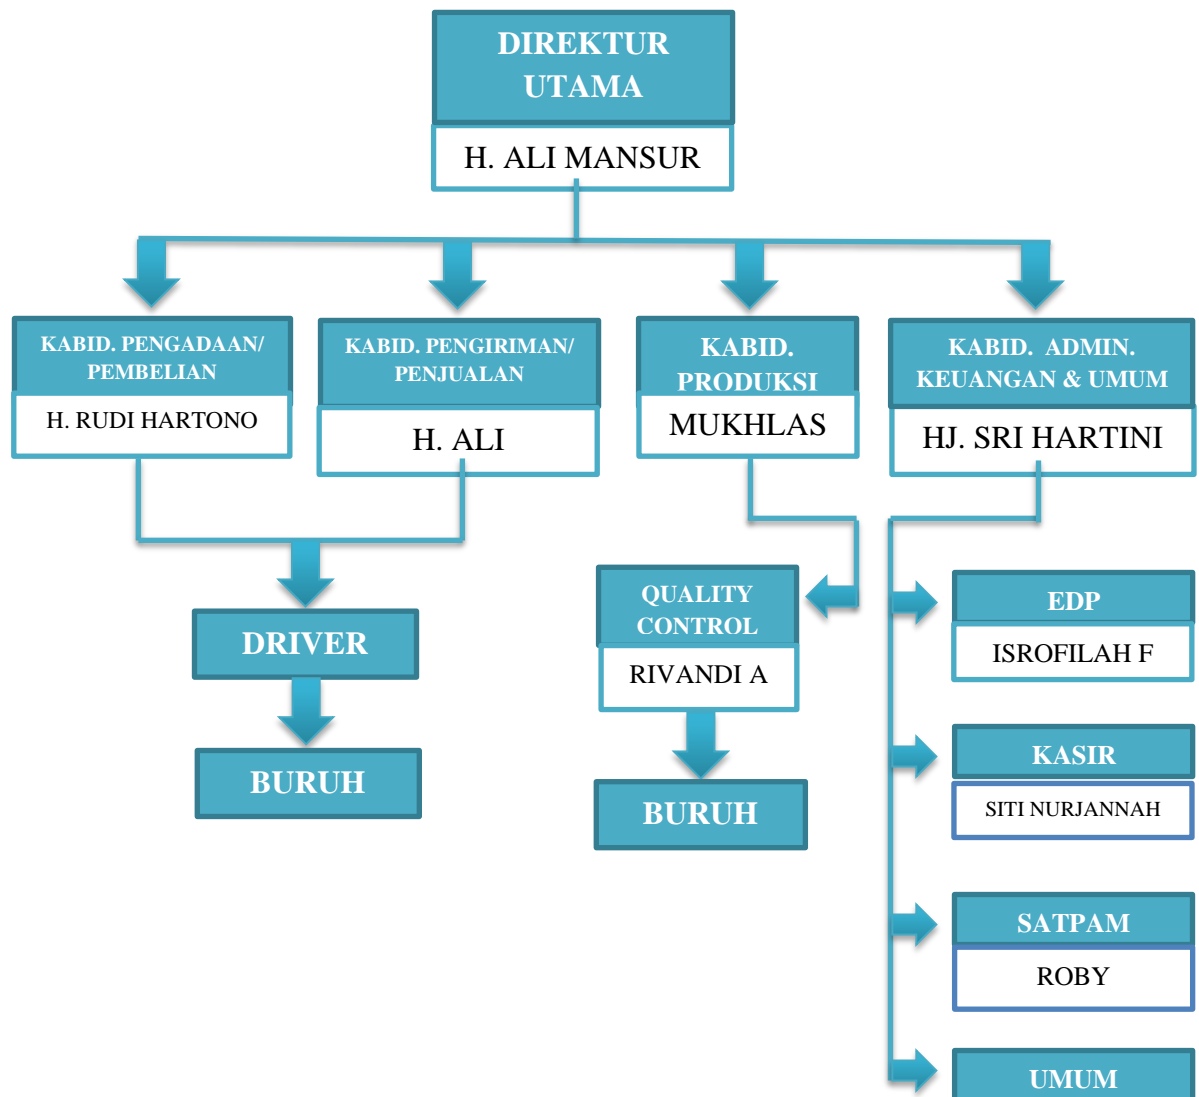 DIREKTUR
UTAMA
H. ALI MANSUR
KABID. PENGADAAN/
PEMBELIAN
H. RUDI HARTONO
KABID. PENGIRIMAN/
PENJUALAN
H. ALI
KABID.
PRODUKSI
MUKHLAS
KABID. ADMIN.
KEUANGAN & UMUM
HJ. SRI HARTINI
DRIVER
BURUH
QUALITY
CONTROL
RIVANDI A
BURUH
EDP
ISROFILAH F
KASIR
SITI NURJANNAH
SATPAM
ROBY
UMUM